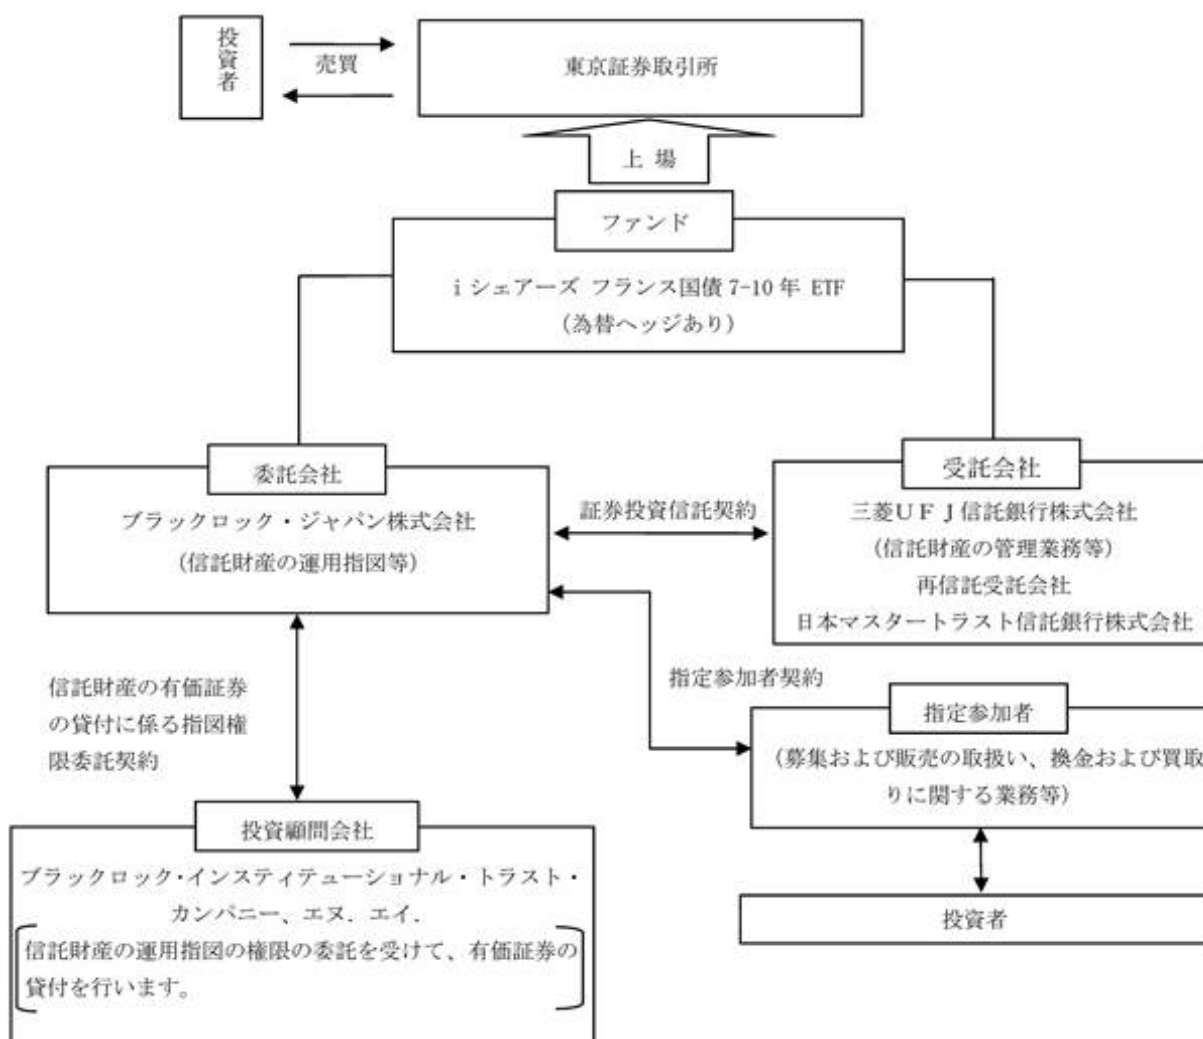 投資者
売買
東京証券取引所
上 場
ファンド
i シェアーズ フランス国債 7-10 年 ETF
（為替ヘッジあり）
委託会社
ブラックロック・ジャパン株式会社
（信託財産の運用指図等）
証券投資信託契約
受託会社
三菱ＵＦＪ信託銀行株式会社
（信託財産の管理業務等）
再信託受託会社
日本マスタートラスト信託銀行株式会社
信託財産の有価証券
の貸付に係る指図権
限委託契約
指定参加者契約
指定参加者
（募集および販売の取扱い、換金および買取
りに関する業務等）
投資顧問会社
ブラックロック・インスティテューショナル・トラスト・
カンパニー、エヌ．エイ．
信託財産の運用指図の権限の委託を受けて、有価証券の
貸付を行います。
投資者